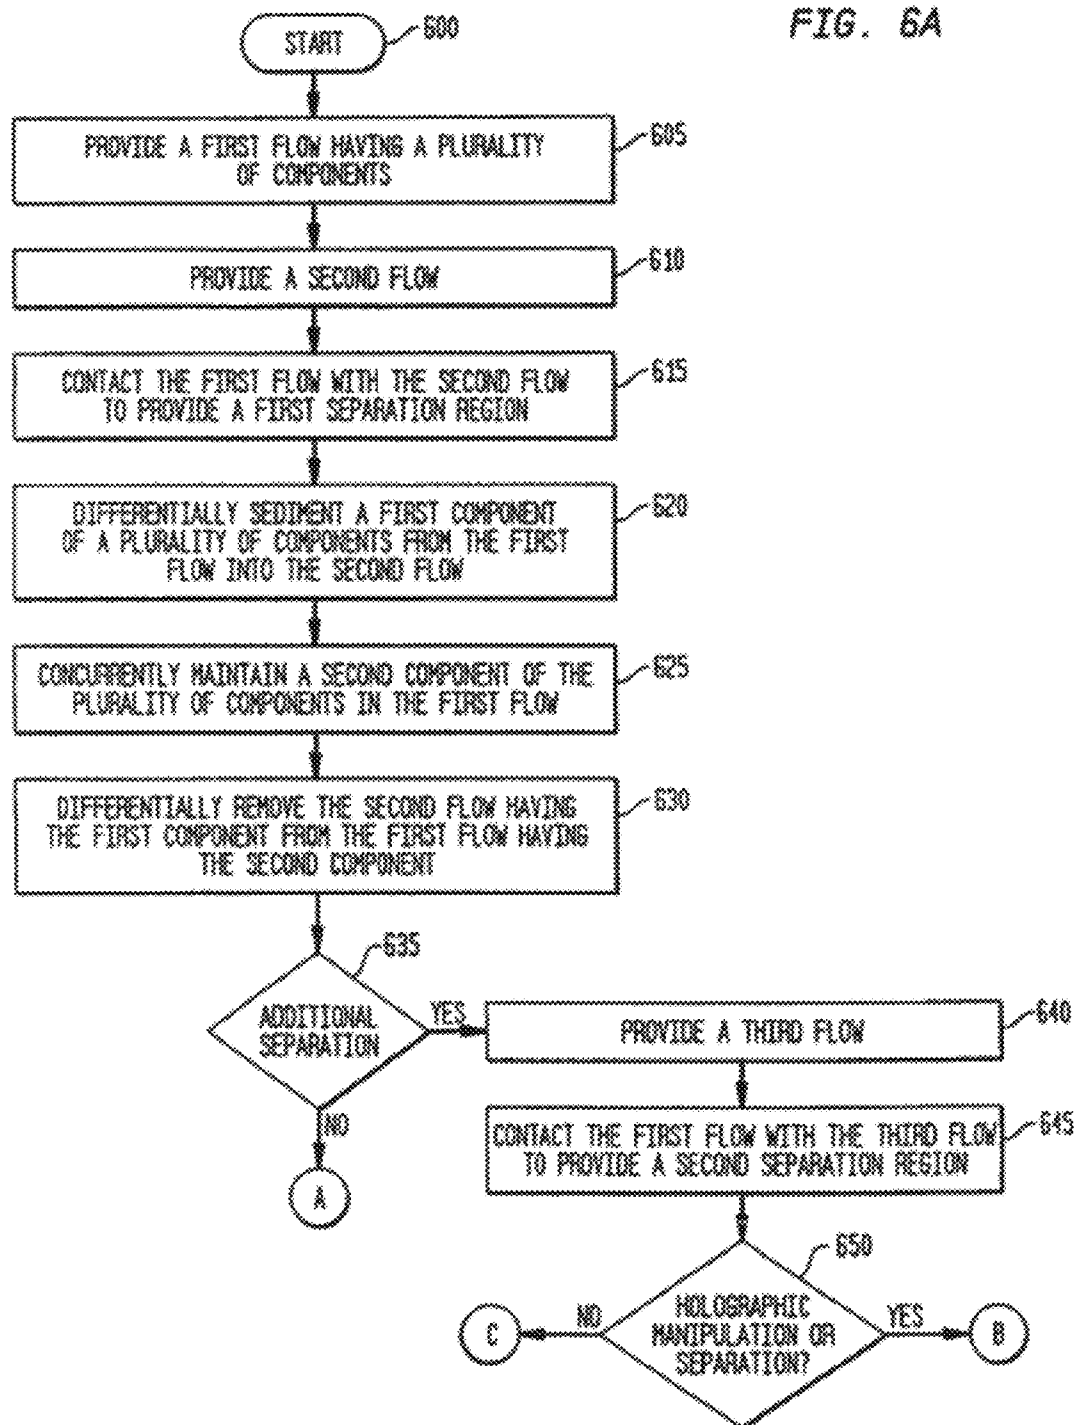 FIG. 6A
START
600
PROVIDE A FIRST FLOW HAVING A PLURALITY
OF COMPONENTS
605
PROVIDE A SECOND FLOW
610
CONTACT THE FIRST FLOW WITH THE SECOND FLOW
TO PROVIDE A FIRST SEPARATION REGION
615
DIFFERENTIALLY SEDIMENT A FIRST COMPONENT
OF A PLURALITY OF COMPONENTS FROM THE FIRST
FLOW INTO THE SECOND FLOW
620
CONCURRENTLY MAINTAIN A SECOND COMPONENT OF THE
PLURALITY OF COMPONENTS IN THE FIRST FLOW
625
DIFFERENTIALLY REMOVE THE SECOND FLOW HAVING
THE FIRST COMPONENT FROM THE FIRST FLOW HAVING
THE SECOND COMPONENT
630
635
ADDITIONAL
SEPARATION
YES
NO
A
PROVIDE A THIRD FLOW
640
CONTACT THE FIRST FLOW WITH THE THIRD FLOW
TO PROVIDE A SECOND SEPARATION REGION
645
650
HOLOGRAPHIC
MANIPULATION OR
SEPARATION?
NO
C
YES
B